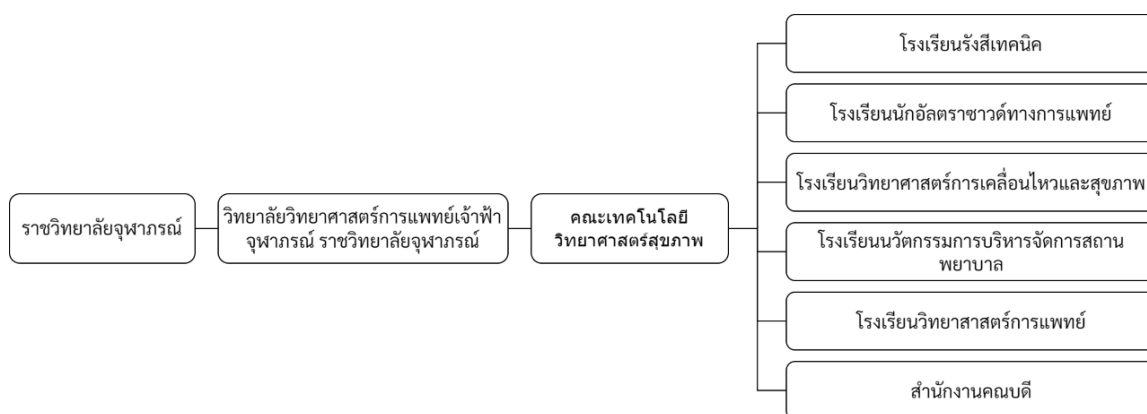 โรงเรียนรังสีเทคนิค
โรงเรียนนักอัลตราซาวด์ทางการแพทย์
โรงเรียนวิทยาศาสตร์การเคลื่อนไหวและสุขภาพ
ราชวิทยาลัยจุฬาภรณ์
วิทยาลัยวิทยาศาสตร์การแพทย์เจ้าฟ้า
จุฬาภรณ์ ราชวิทยาลัยจุฬาภรณ์
คณะเทคโนโลยี
วิทยาศาสตร์สุขภาพ
โรงเรียนนวัตกรรมการบริหารจัดการสถาน
พยาบาล
โรงเรียนวิทยาสาสตร์การแพทย์
สำนักงานคณบดี